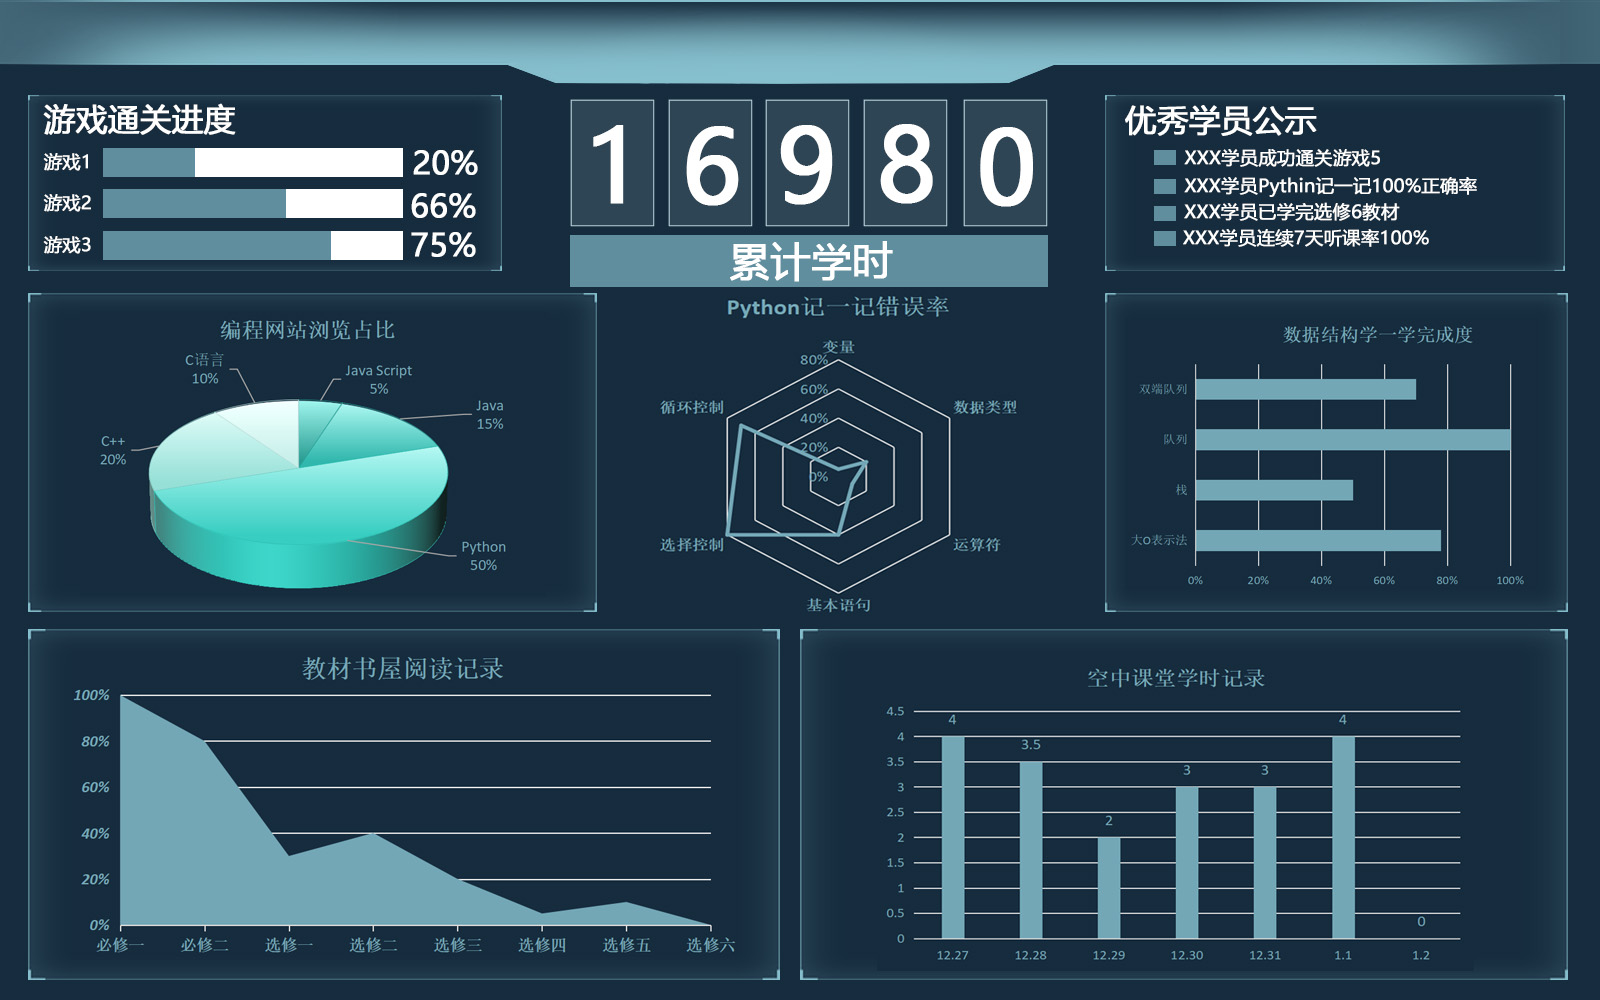 游戏通关进度
游戏1 20%
游戏2 66%
游戏3 75%
1 6 9 8 0
累计学时
优秀学员公示
XXX学员成功通关游戏5
XXX学员Pythin记一记100%正确率
XXX学员已学完选修6教材
XXX学员连续7天听课率100%
编程网站浏览占比
C语言
10%
Java Script
5%
Java
15%
C++
20%
Python
50%
Python记一记错误率
变量
80%
60%
40%
20%
0%
循环控制
数据类型
选择控制
运算符
基本语句
数据结构学一学完成度
双端队列
队列
栈
大O表示法
0% 20% 40% 60% 80% 100%
教材书屋阅读记录
100%
80%
60%
40%
20%
0%
必修一 必修二 选修一 选修二 选修三 选修四 选修五 选修六
空中课堂学时记录
4.5
4
3.5
3
2.5
2
1.5
1
0.5
0
4 3.5 2 3 3 4 0
12.27 12.28 12.29 12.30 12.31 1.1 1.2